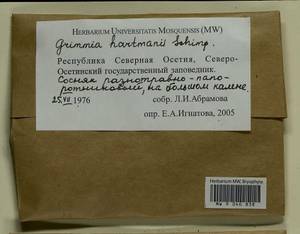 Herbarium Universitatis Mosquensis (MW)
Grimmia hartmanii Schimp.
Республика Северная Осетия, Северо-
Осетинский государственный заповедник.
Сосняк разнотравно-папо-
ротниковый, на большом камне.
25.VII 1976
собр. Л.И.Абрамова
опр. Е.А.Игнатова, 2005
Herbarium MW, Bryophyta